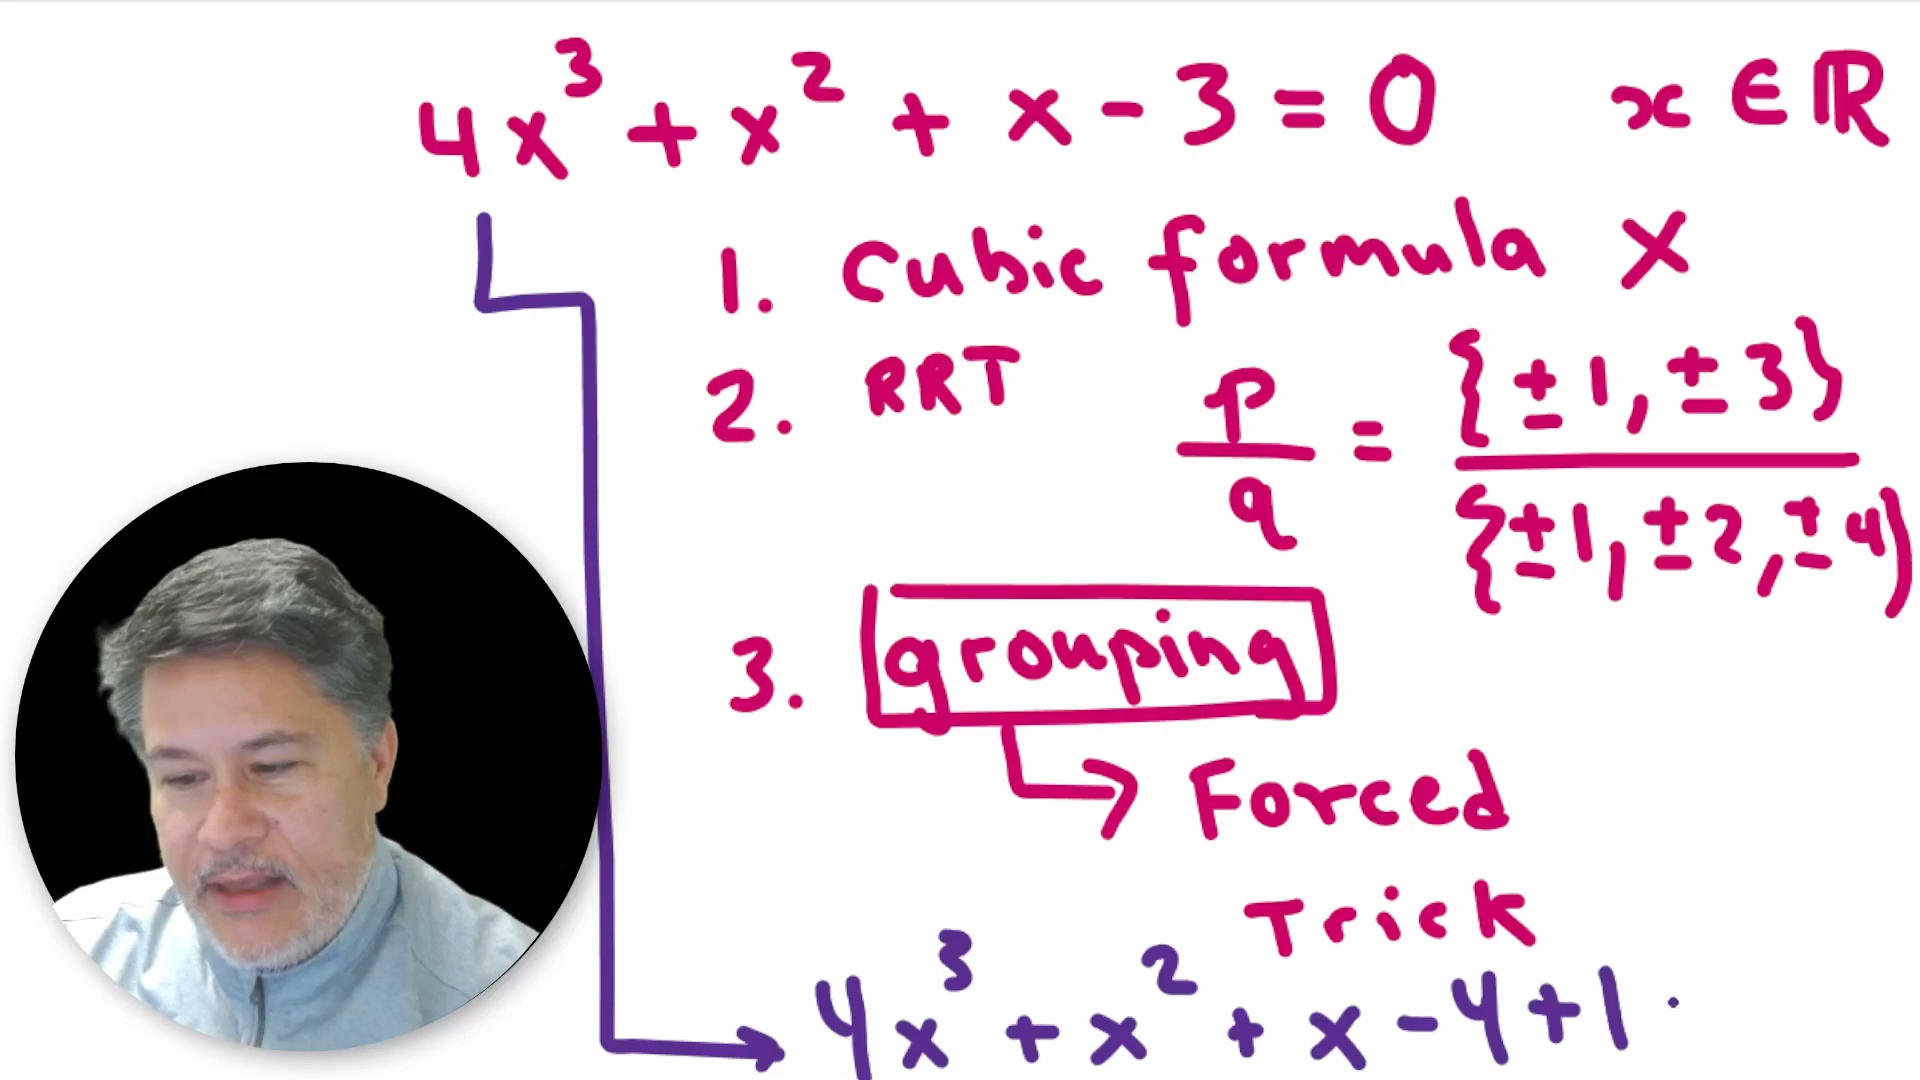 4x³ + x² + x - 3 = 0 x ∈ ℝ
1. Cubic formula X
2. RRT p/q = {±1, ±3}/{±1, ±2, ±4)
3. grouping
→ Forced
Trick
4x³ + x² + x - 4 + 1